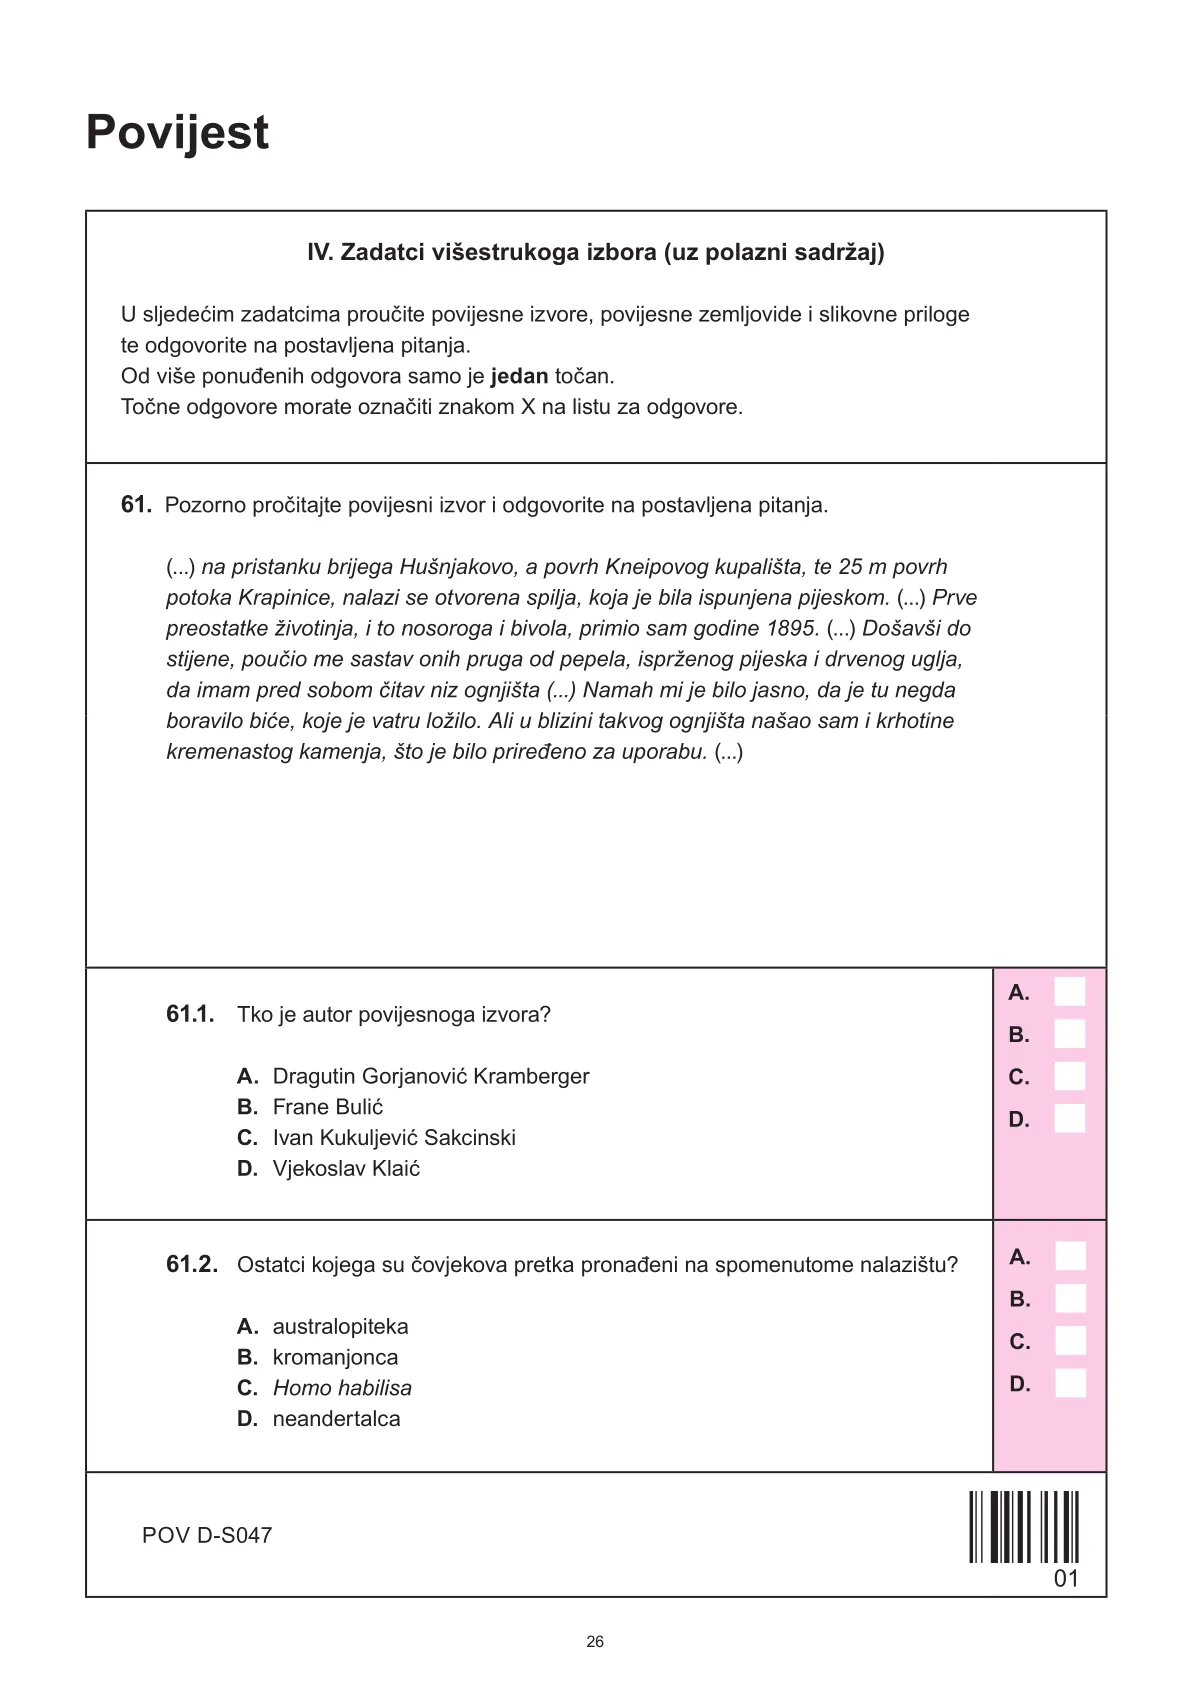 Povijest
IV. Zadatci višestrukoga izbora (uz polazni sadržaj)
U sljedećim zadatcima proučite povijesne izvore, povijesne zemljovide i slikovne priloge
te odgovorite na postavljena pitanja.
Od više ponuđenih odgovora samo je jedan točan.
Točne odgovore morate označiti znakom X na listu za odgovore.
61. Pozorno pročitajte povijesni izvor i odgovorite na postavljena pitanja.
(...) na pristanku brijega Hušnjakovo, a povrh Kneipovog kupališta, te 25 m povrh
potoka Krapinice, nalazi se otvorena spilja, koja je bila ispunjena pijeskom. (...) Prve
preostatke životinja, i to nosoroga i bivola, primio sam godine 1895. (...) Došavši do
stijene, poučio me sastav onih pruga od pepela, isprženog pijeska i drvenog uglja,
da imam pred sobom čitav niz ognjišta (...) Namah mi je bilo jasno, da je tu negda
boravilo biće, koje je vatru ložilo. Ali u blizini takvog ognjišta našao sam i krhotine
kremenastog kamenja, što je bilo priređeno za uporabu. (...)
61.1. Tko je autor povijesnoga izvora?
A. Dragutin Gorjanović Kramberger
B. Frane Bulić
C. Ivan Kukuljević Sakcinski
D. Vjekoslav Klaić
A.
B.
C.
D.
61.2. Ostatci kojega su čovjekova pretka pronađeni na spomenutome nalazištu?
A. australopiteka
B. kromanjonca
C. Homo habilisa
D. neandertalca
A.
B.
C.
D.
POV D-S047
01
26